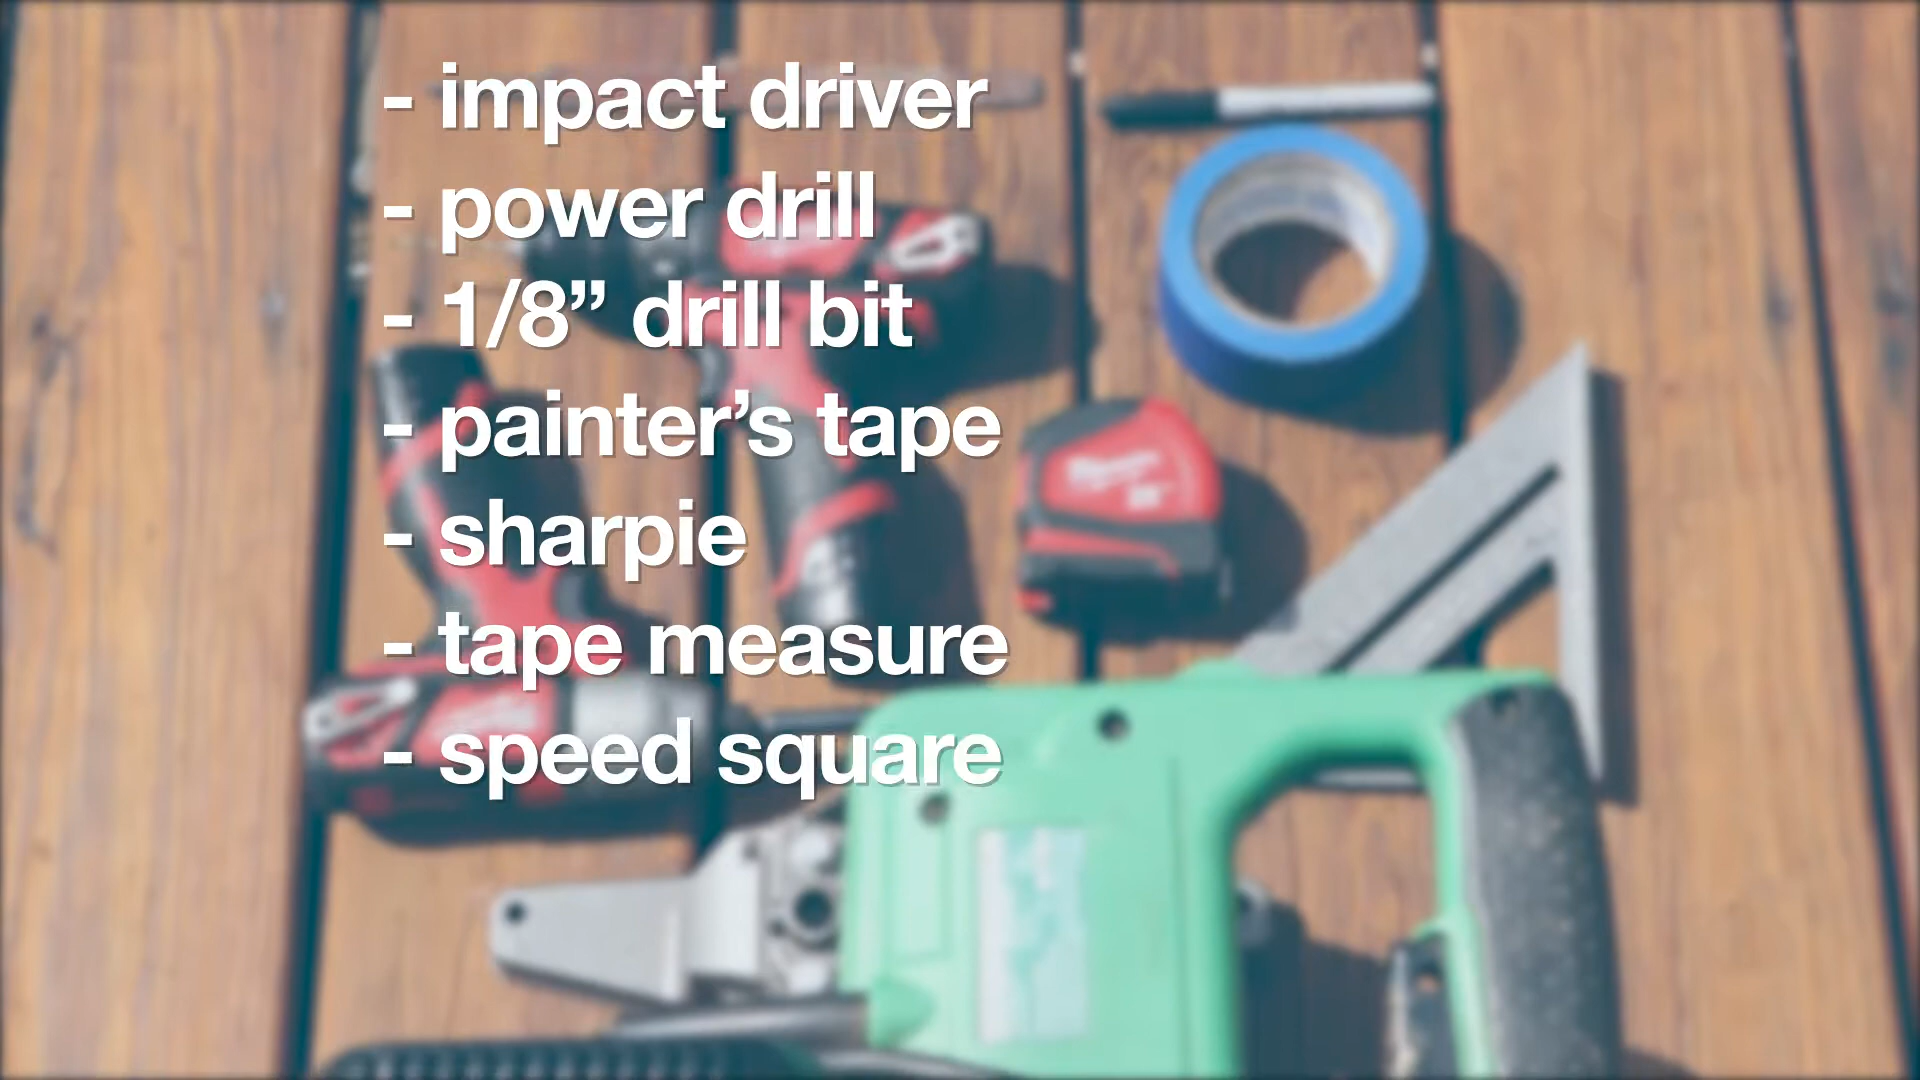 - impact driver
- power drill
- 1/8” drill bit
- painter’s tape
- sharpie
- tape measure
- speed square